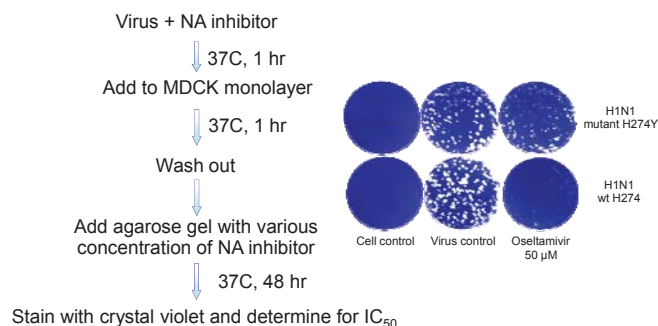 Virus + NA inhibitor
37C, 1 hr
Add to MDCK monolayer
37C, 1 hr
Wash out
Add agarose gel with various
concentration of NA inhibitor
37C, 48 hr
Stain with crystal violet and determine for IC50
H1N1
mutant H274Y
H1N1
wt H274
Cell control
Virus control
Oseltamivir
50 µM